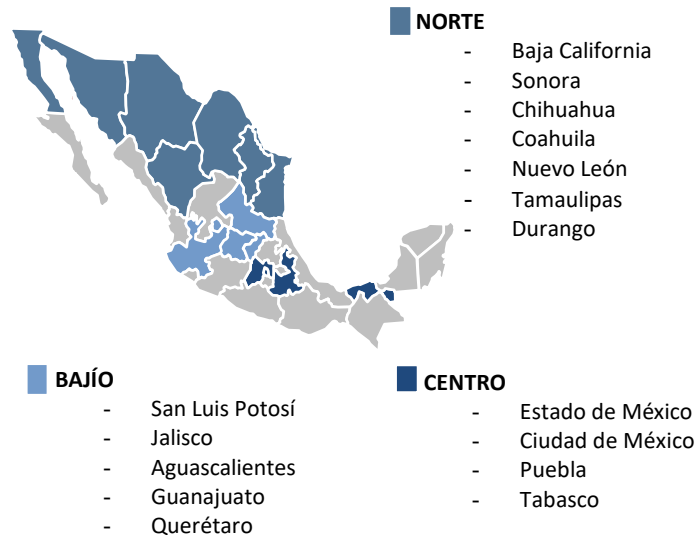 NORTE
- Baja California
- Sonora
- Chihuahua
- Coahuila
- Nuevo León
- Tamaulipas
- Durango
BAJÍO
- San Luis Potosí
- Jalisco
- Aguascalientes
- Guanajuato
- Querétaro
CENTRO
- Estado de México
- Ciudad de México
- Puebla
- Tabasco